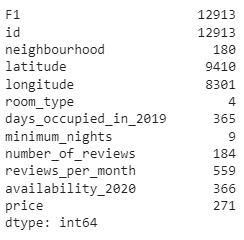 F1 12913
id 12913
neighbourhood 180
latitude 9410
longitude 8301
room_type 4
days_occupied_in_2019 365
minimum_nights 9
number_of_reviews 184
reviews_per_month 559
availability_2020 366
price 271
dtype: int64